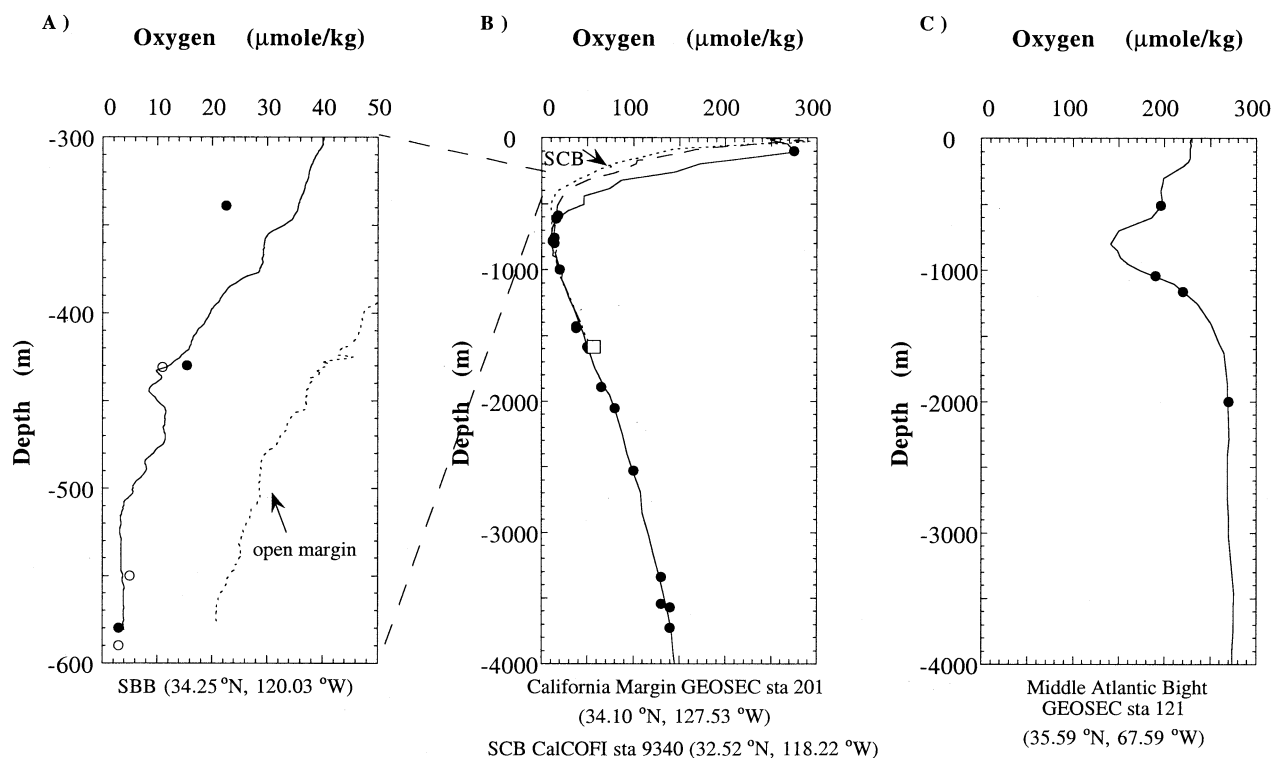 A )
Oxygen (μmole/kg)
0 10 20 30 40 50
-300
-400
-500
-600
Depth (m)
open margin
SBB (34.25 °N, 120.03 °W)
B )
Oxygen (μmole/kg)
0 100 200 300
0
-1000
-2000
-3000
-4000
Depth (m)
SCB
California Margin GEOSEC sta 201
(34.10 °N, 127.53 °W)
SCB CalCOFI sta 9340 (32.52 °N, 118.22 °W)
C )
Oxygen (μmole/kg)
0 100 200 300
0
-1000
-2000
-3000
-4000
Depth (m)
Middle Atlantic Bight
GEOSEC sta 121
(35.59 °N, 67.59 °W)